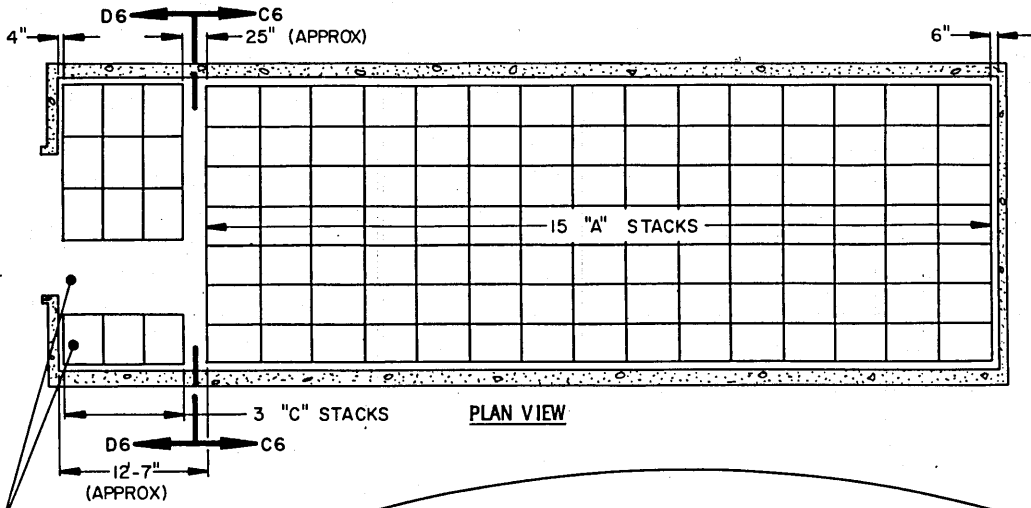 D6 C6
4" 25" (APPROX) 6"
15 "A" STACKS
3 "C" STACKS PLAN VIEW
D6 C6
12'-7"
(APPROX)